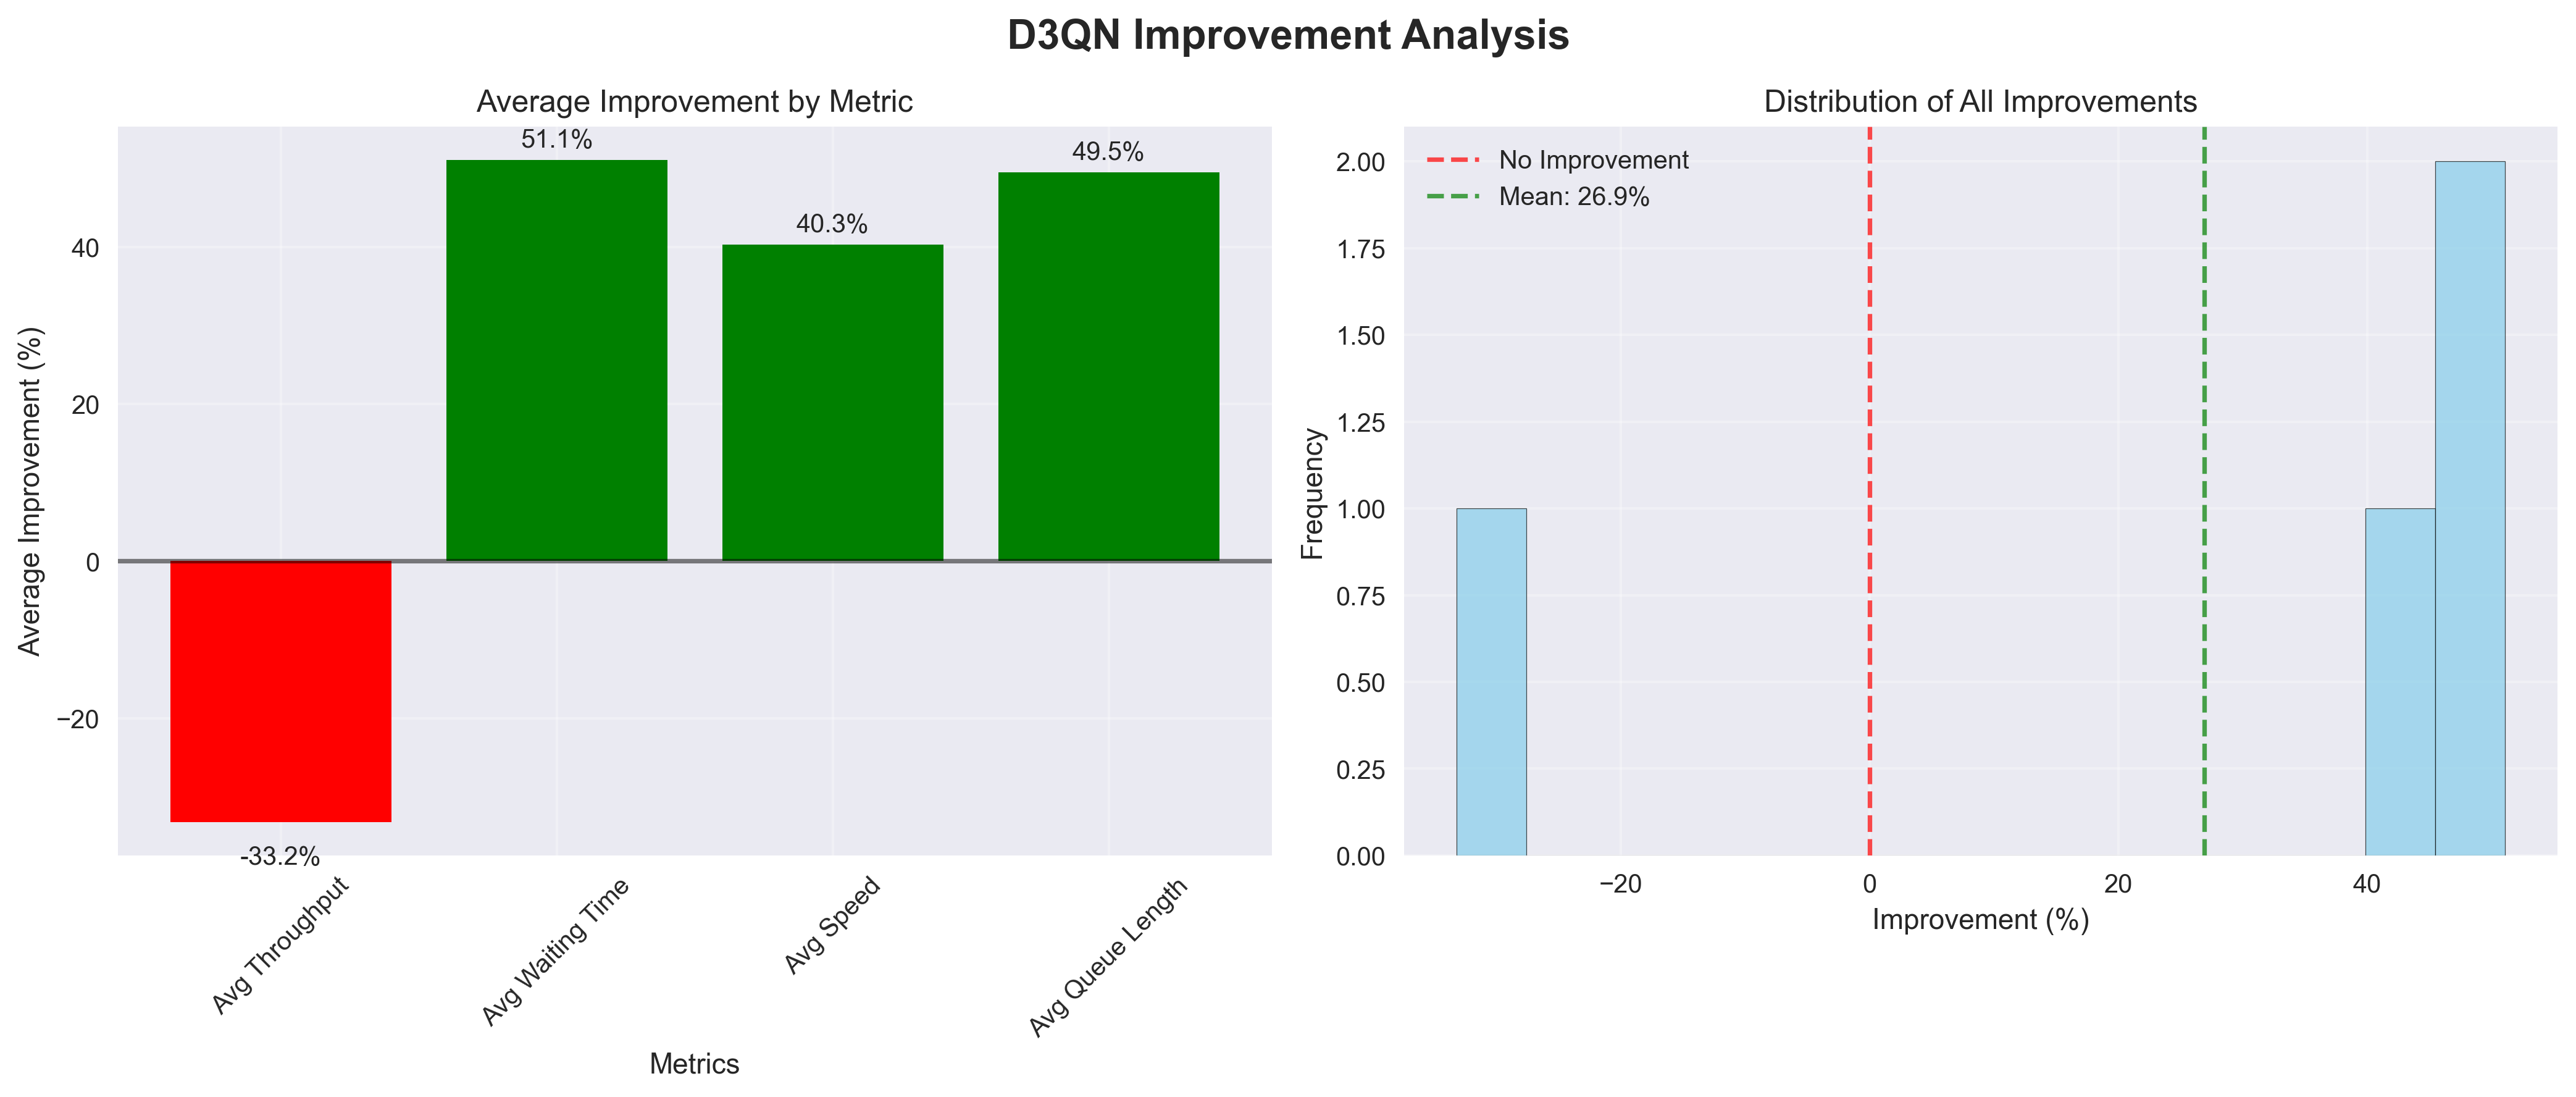 D3QN Improvement Analysis
Average Improvement by Metric
51.1%
49.5%
40.3%
-33.2%
40
20
0
−20
Average Improvement (%)
Avg Throughput
Avg Waiting Time
Avg Speed
Avg Queue Length
Metrics
Distribution of All Improvements
No Improvement
Mean: 26.9%
2.00
1.75
1.50
1.25
1.00
0.75
0.50
0.25
0.00
Frequency
−20
0
20
40
Improvement (%)